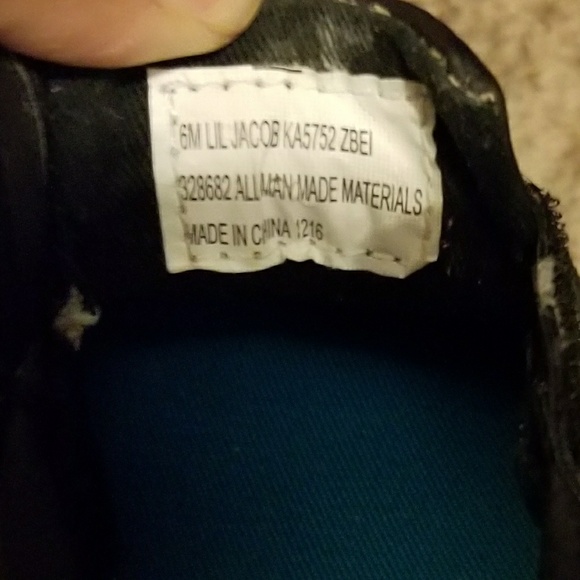 6M LIL JACOB KA5752 ZBEI
328682 ALL MAN MADE MATERIALS
MADE IN CHINA 1216